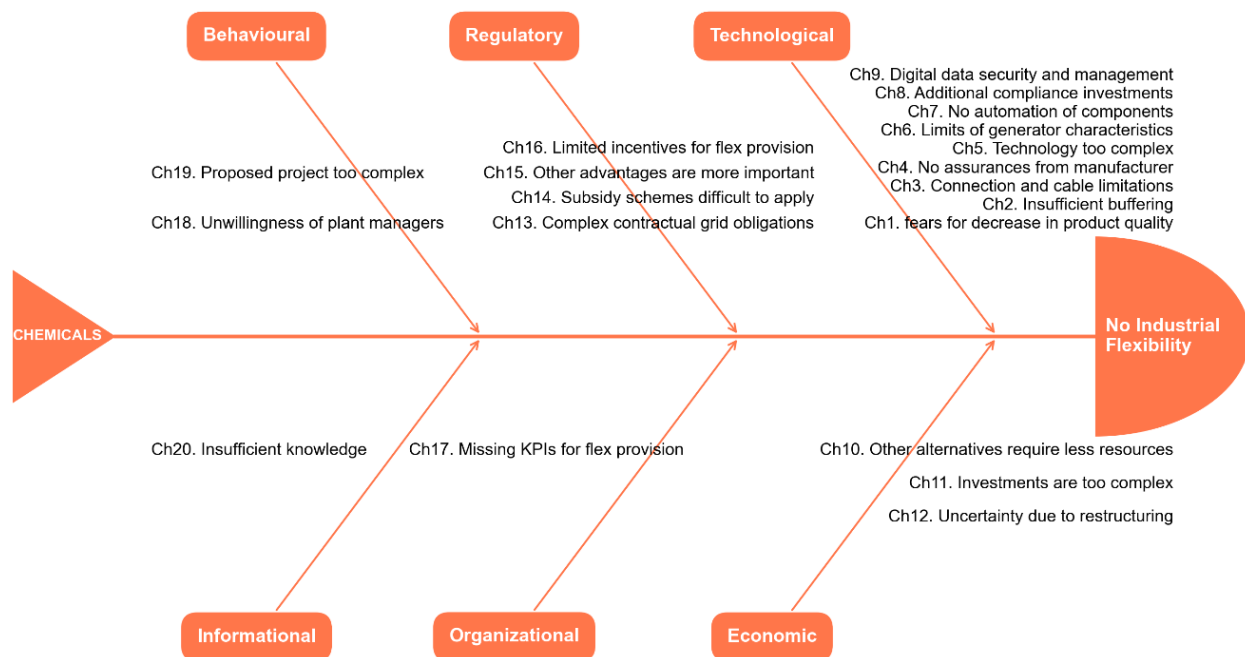 Behavioural
Regulatory
Technological
Ch9. Digital data security and management
Ch8. Additional compliance investments
Ch7. No automation of components
Ch6. Limits of generator characteristics
Ch5. Technology too complex
Ch4. No assurances from manufacturer
Ch3. Connection and cable limitations
Ch2. Insufficient buffering
Ch1. fears for decrease in product quality
Ch16. Limited incentives for flex provision
Ch15. Other advantages are more important
Ch14. Subsidy schemes difficult to apply
Ch13. Complex contractual grid obligations
Ch19. Proposed project too complex
Ch18. Unwillingness of plant managers
CHEMICALS
No Industrial
Flexibility
Ch20. Insufficient knowledge
Ch17. Missing KPIs for flex provision
Ch10. Other alternatives require less resources
Ch11. Investments are too complex
Ch12. Uncertainty due to restructuring
Informational
Organizational
Economic